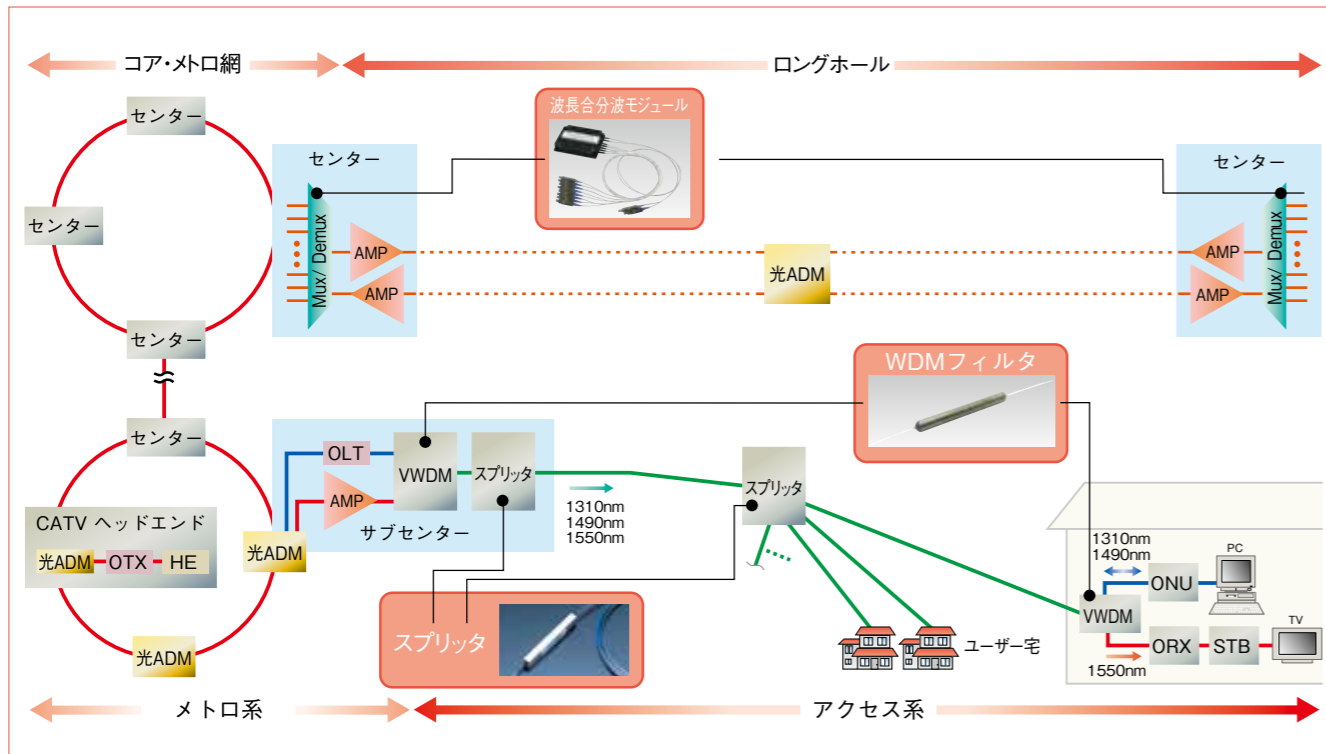 コア・メトロ網
ロングホール
センター
波長合分波モジュール
センター
センター
センター
Mux/ Demux
AMP
AMP
光ADM
AMP
AMP
Mux/ Demux
センター
WDMフィルタ
センター
OLT
AMP
VWDM
スプリッタ
サブセンター
1310nm
1490nm
1550nm
スプリッタ
CATV ヘッドエンド
光ADM
OTX
HE
光ADM
光ADM
スプリッタ
ユーザー宅
1310nm
1490nm
PC
ONU
VWDM
TV
ORX
STB
1550nm
メトロ系
アクセス系